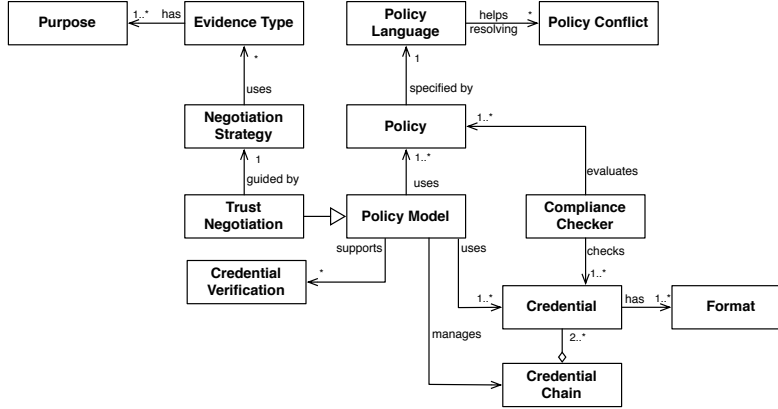 Purpose
1..*
has
Evidence Type
Policy
Language
helps
resolving
*
Policy Conflict
*
uses
1
specified by
Negotiation
Strategy
Policy
1..*
1
guided by
1..*
uses
evaluates
Trust
Negotiation
Policy Model
Compliance
Checker
supports
uses
checks
*
1..*
Credential
Verification
1..*
Credential
has
1..*
Format
manages
2..*
Credential
Chain